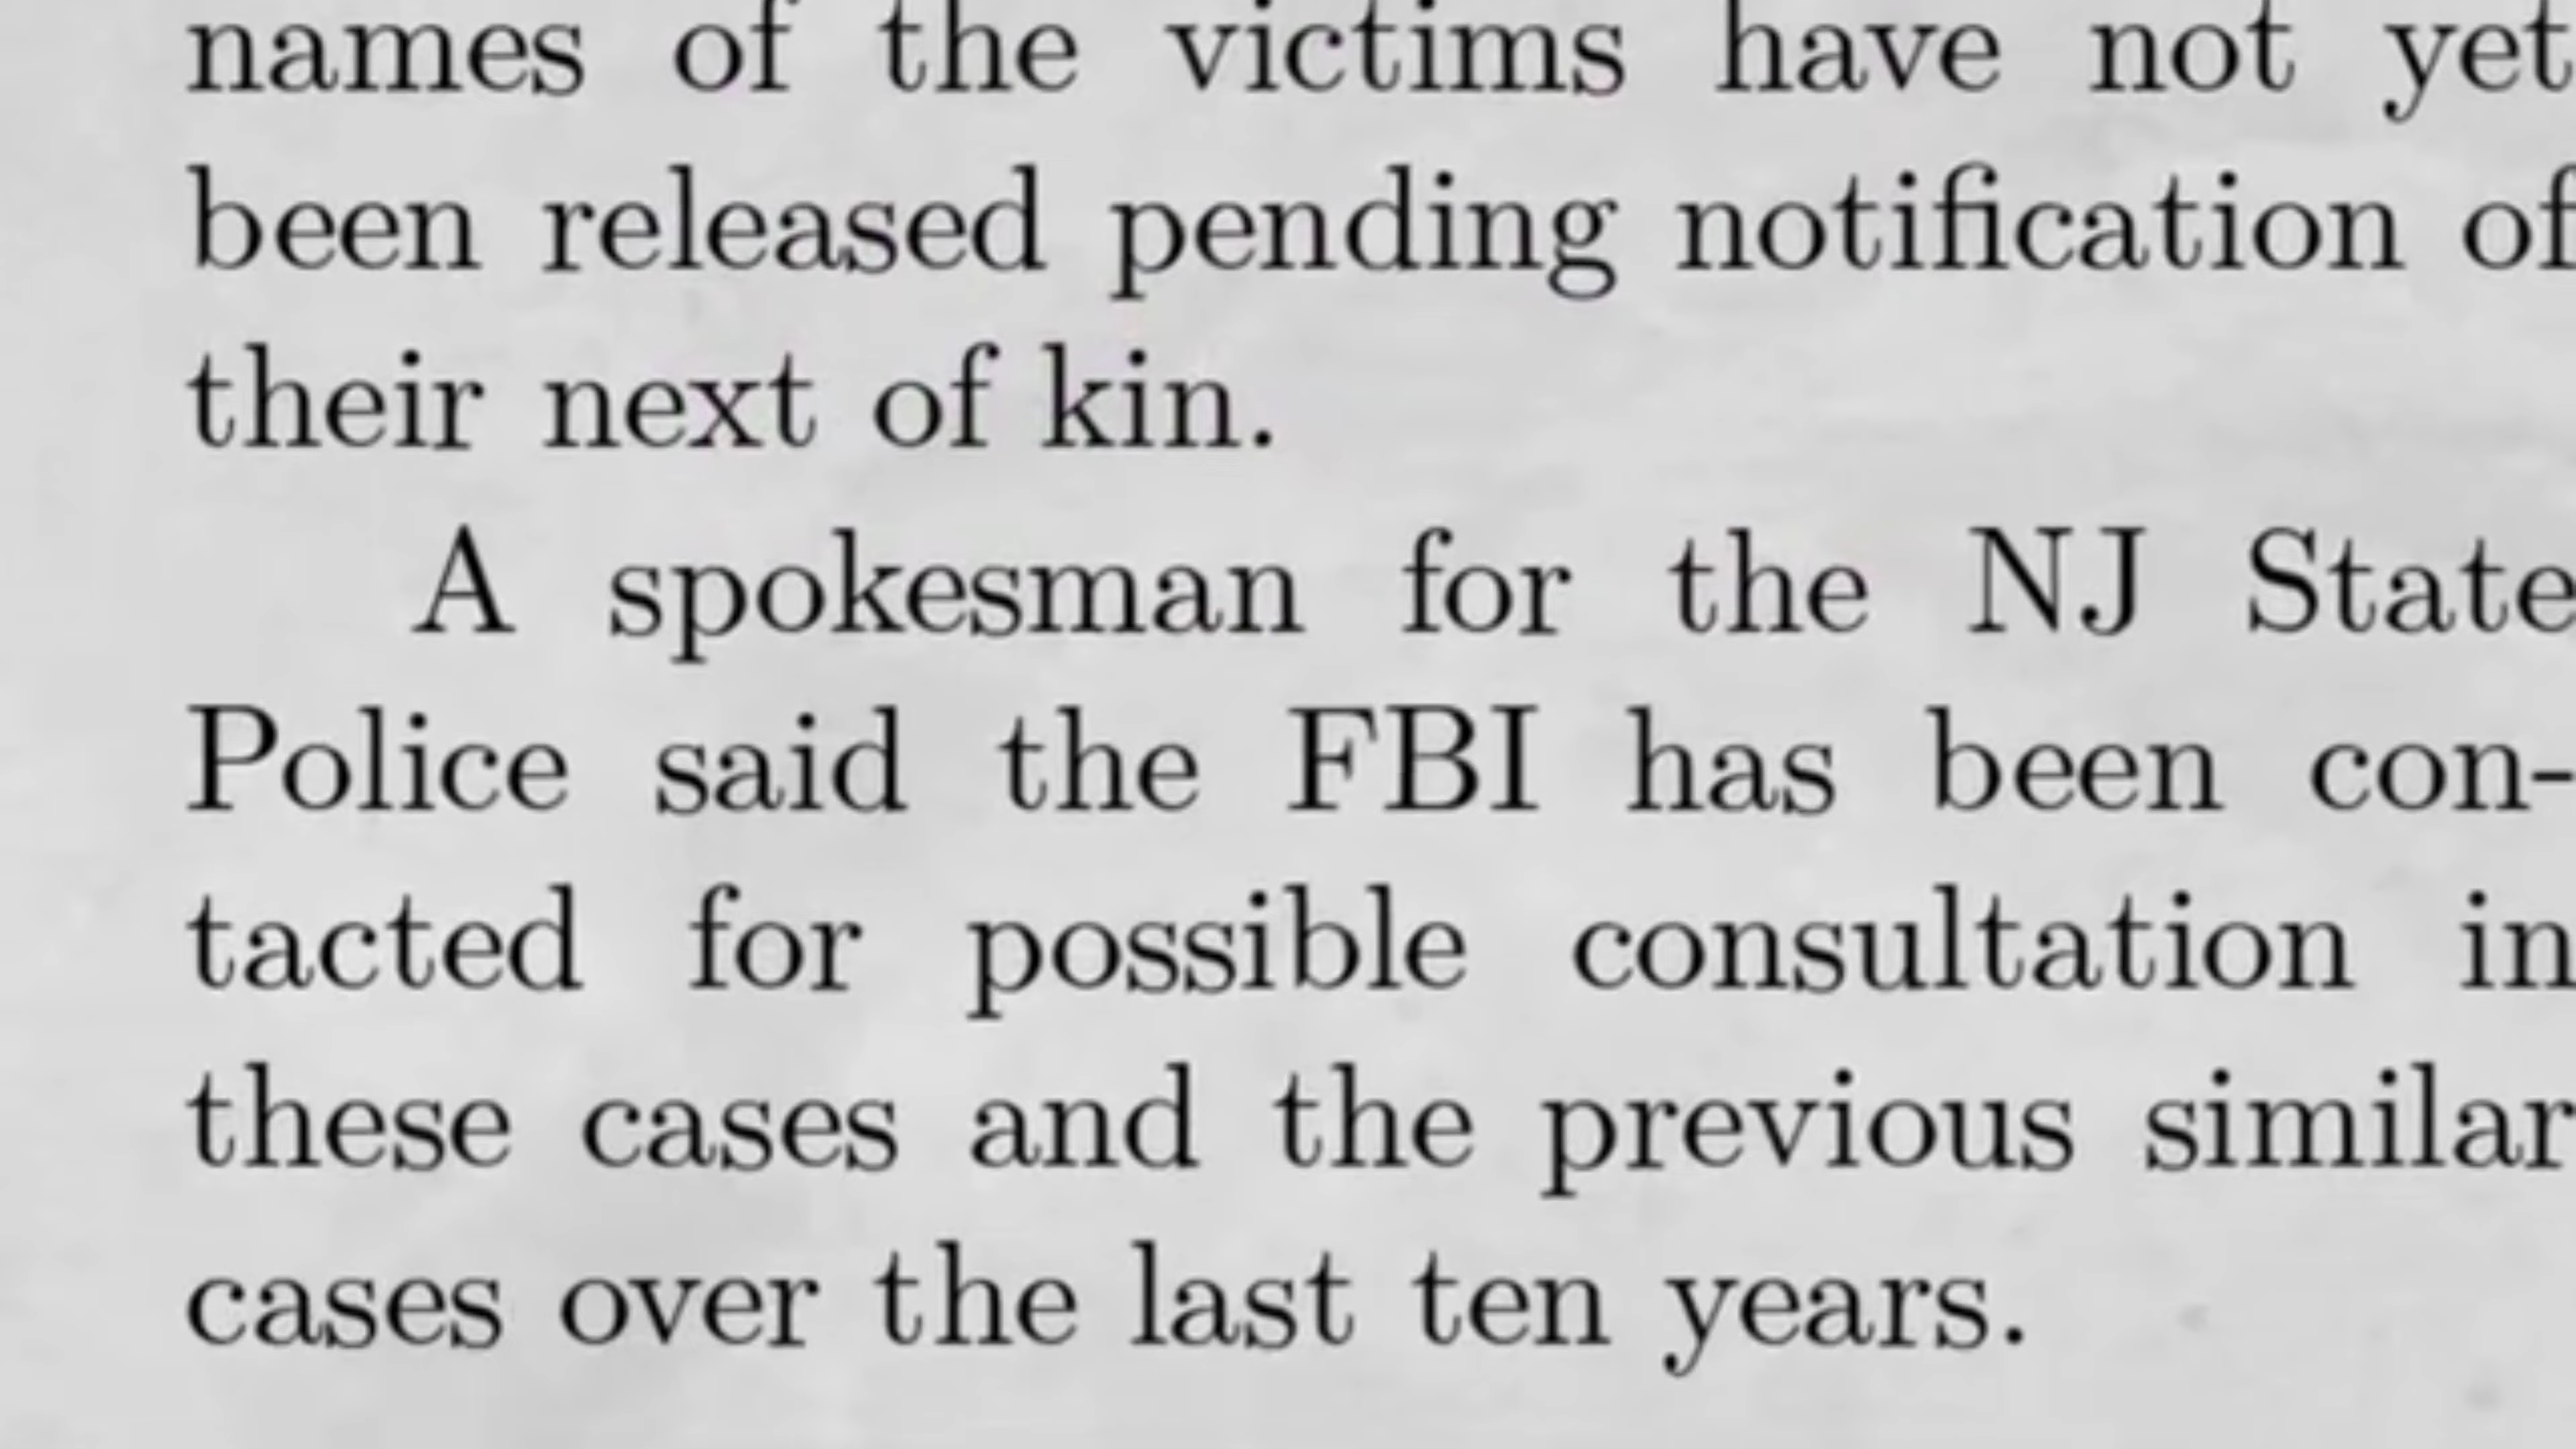 names of the victims have not yet
been released pending notification of
their next of kin.
A spokesman for the NJ State
Police said the FBI has been con-
tacted for possible consultation in
these cases and the previous similar
cases over the last ten years.